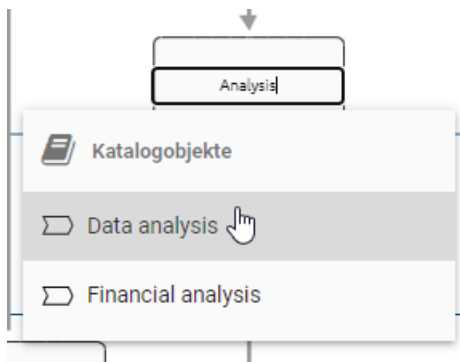 Analysis
Katalogobjekte
Data analysis
Financial analysis